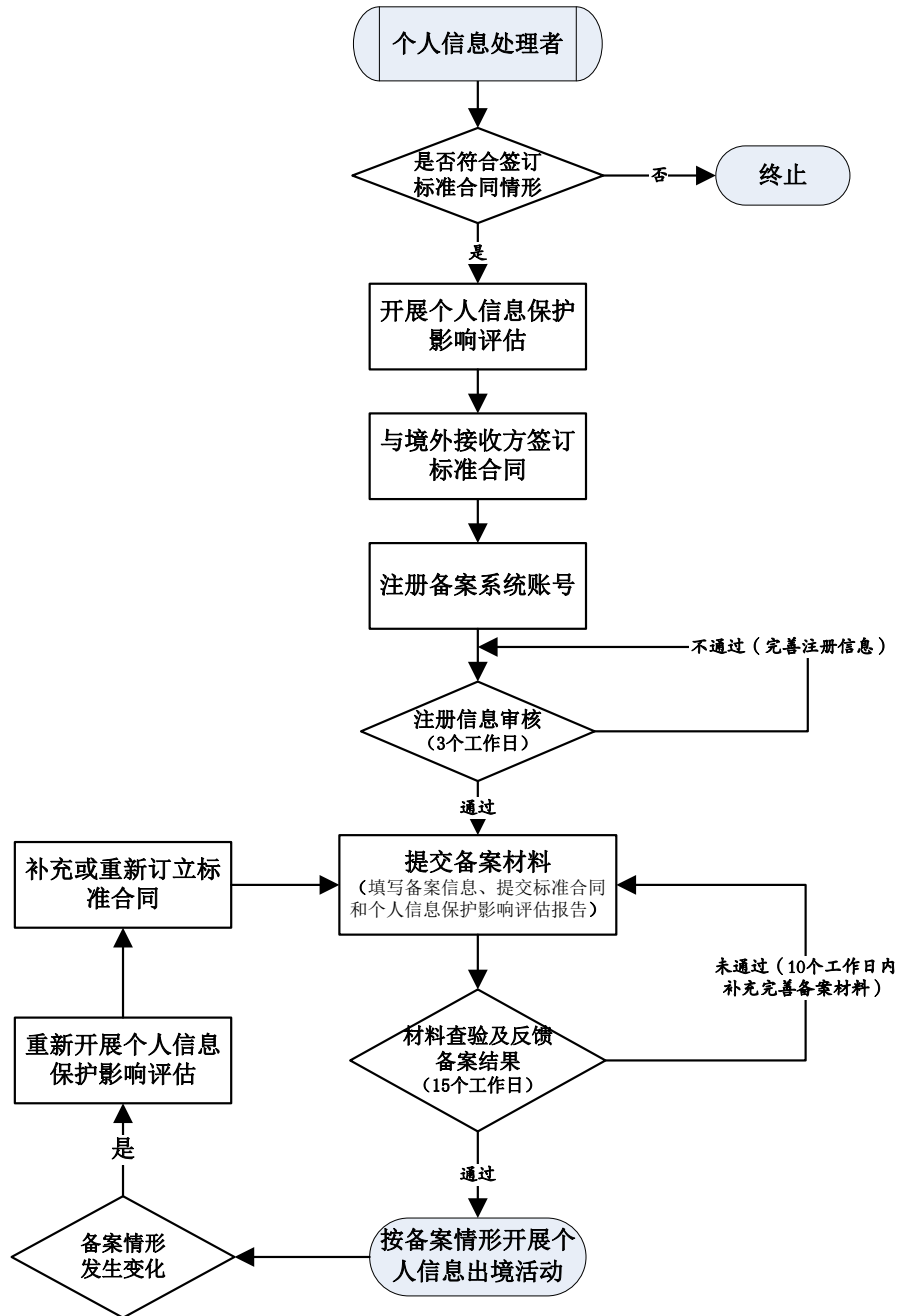 个人信息处理者
是否符合签订
标准合同情形
否
终止
是
开展个人信息保护
影响评估
与境外接收方签订
标准合同
注册备案系统账号
不通过（完善注册信息）
注册信息审核
（3个工作日）
通过
补充或重新订立标
准合同
提交备案材料
（填写备案信息、提交标准合同
和个人信息保护影响评估报告）
未通过（10个工作日内
补充完善备案材料）
重新开展个人信息
保护影响评估
材料查验及反馈
备案结果
（15个工作日）
是
通过
备案情形
发生变化
按备案情形开展个
人信息出境活动